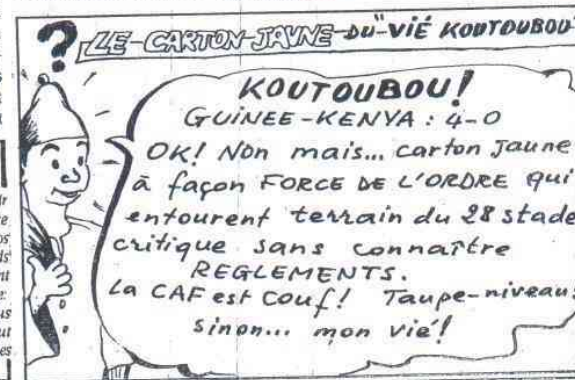 ? LE CARTON JAUNE DU "VIÉ KOUTOUBOU
KOUTOUBOU!
GUINEE-KENYA : 4-0
OK! Non mais... carton jaune
à façon FORCE DE L'ORDRE qui
entourent terrain du 28 stade
critique sans connaître
REGLEMENTS.
La CAF est couf! Taupe-niveau:
sinon... mon vié!